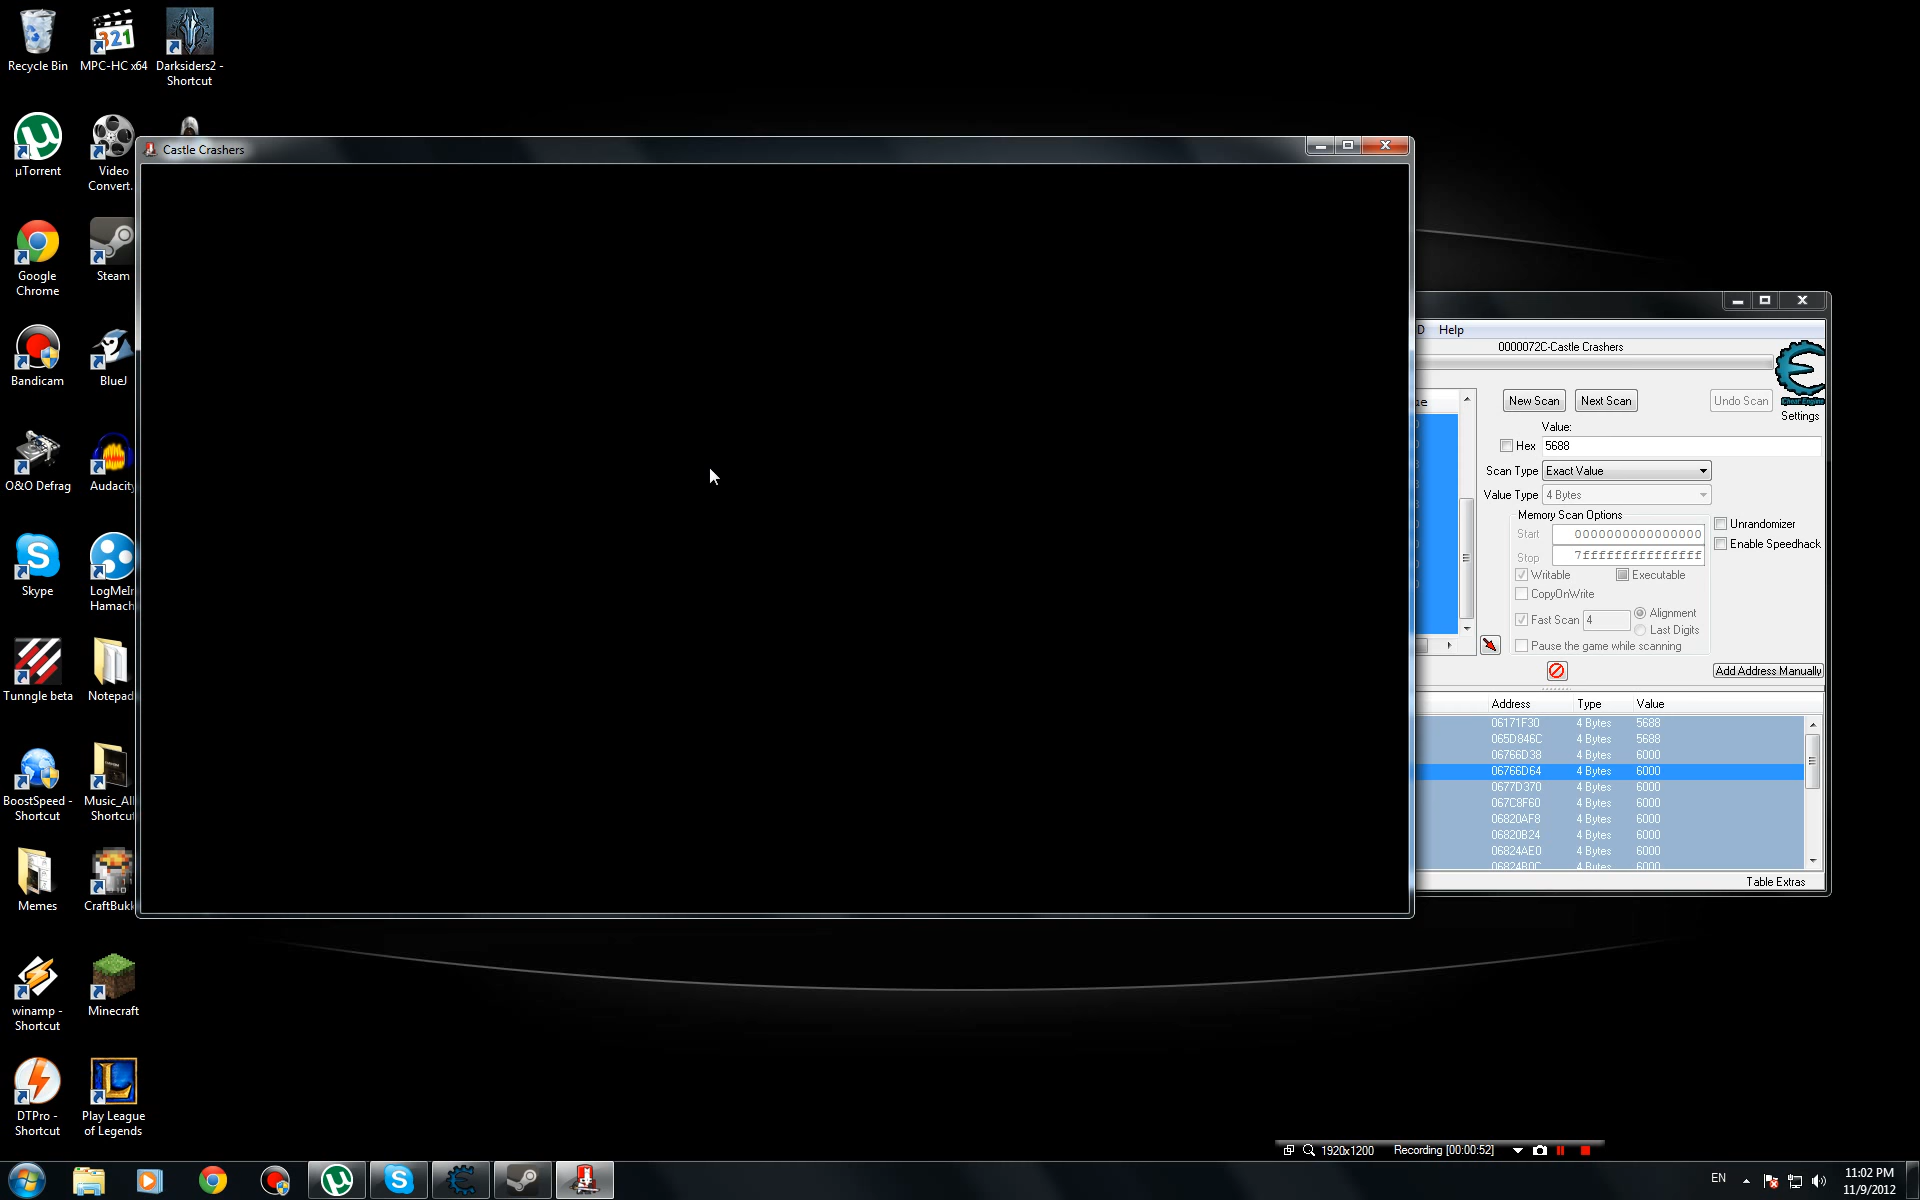 Recycle Bin
MPC-HC x64
Darksiders2 -
Shortcut
µTorrent
Video
Convert.
Google
Chrome
Steam
Bandicam
BlueJ
O&O Defrag
Audacity
Skype
LogMeIn
Hamach
Tunngle beta
Notepad
BoostSpeed -
Shortcut
Music_All
Shortcut
Memes
CraftBukk
winamp -
Shortcut
Minecraft
DTPro -
Shortcut
Play League
of Legends
Castle Crashers
D Help
0000072C-Castle Crashers
New Scan
Next Scan
Undo Scan
Cheat Engine
Settings
Value:
Hex
5688
Scan Type
Exact Value
Value Type
4 Bytes
Memory Scan Options
Start
0000000000000000
Stop
7fffffffffffffff
Writable
Executable
CopyOnWrite
Fast Scan
4
Alignment
Last Digits
Pause the game while scanning
Unrandomizer
Enable Speedhack
Add Address Manually
Address Type Value
06171F30 4 Bytes 5688
065D846C 4 Bytes 5688
06766D38 4 Bytes 6000
06766D64 4 Bytes 6000
0677D370 4 Bytes 6000
067C8F60 4 Bytes 6000
06820AF8 4 Bytes 6000
06820B24 4 Bytes 6000
06824AE0 4 Bytes 6000
06824B0C 4 Bytes 6000
Table Extras
1920x1200
Recording [00:00:52]
EN
11:02 PM
11/9/2012